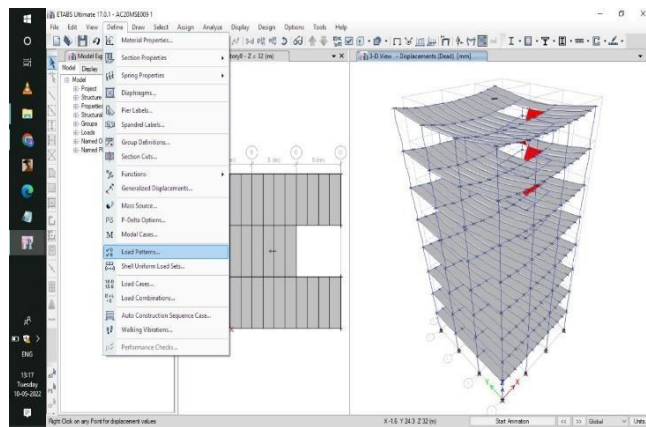 ETABS Ultimate 17.0.1 - AC20MSE009-1
File Edit View Define Draw Select Assign Analyze Display Design Options Tools Help
Model Display
Model
Project
Structure
Properties
Structural
Groups
Loads
Named O
Named Pl
Material Properties...
Section Properties
Spring Properties
Diaphragms...
Pier Labels...
Spandrel Labels...
Group Definitions...
Section Cuts...
Functions
Generalized Displacements...
Mass Source...
P-Delta Options...
Modal Cases...
Load Patterns...
Shell Uniform Load Sets...
Load Cases...
Load Combinations...
Auto Construction Sequence Case...
Walking Vibrations...
Performance Checks...
Z = 32 (m)
3-D View - Displacements (Dead) [mm]
ENG
13:17
Tuesday
10-05-2022
Right Click on any Point for displacement values
X -1.6 Y 24.3 Z 32 (m)
Start Animation
<< >> Global Units